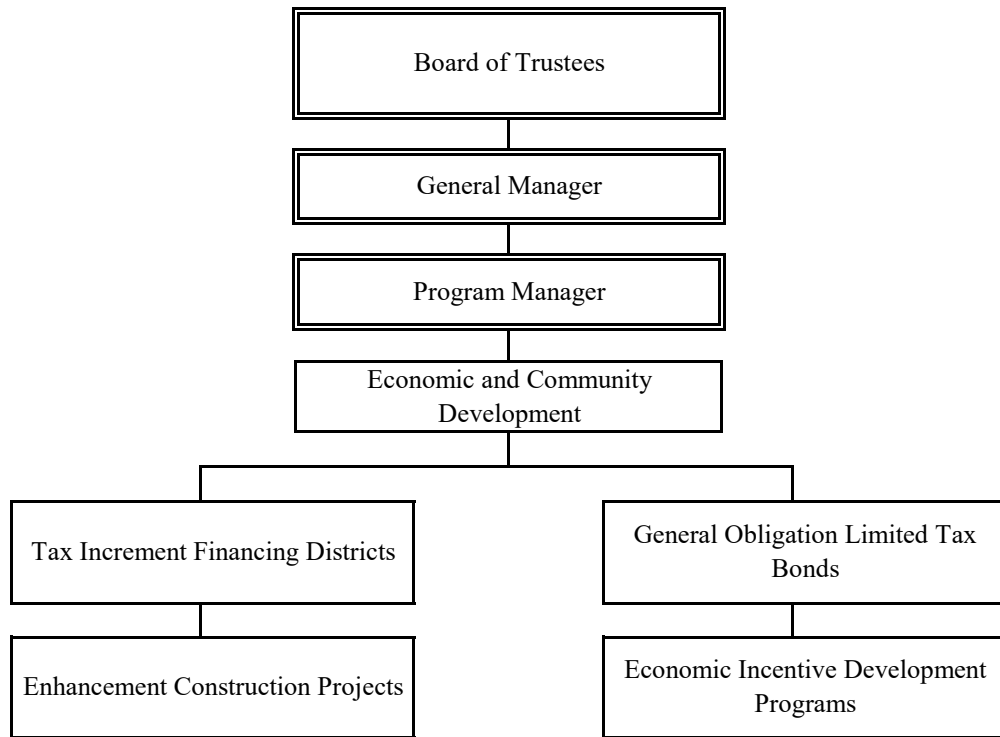 Board of Trustees
General Manager
Program Manager
Economic and Community
Development
Tax Increment Financing Districts
General Obligation Limited Tax
Bonds
Enhancement Construction Projects
Economic Incentive Development
Programs